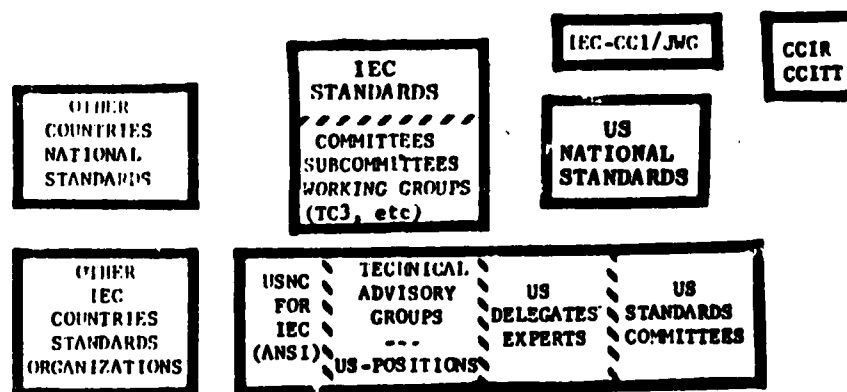 IEC-CC1/JWG
CCIR
CCITT
IEC
STANDARDS
COMMITTEES
SUBCOMMITTEES
WORKING GROUPS
(TC3, etc)
OTHER
COUNTRIES
NATIONAL
STANDARDS
US
NATIONAL
STANDARDS
OTHER
IEC
COUNTRIES
STANDARDS
ORGANIZATIONS
USNC
FOR
IEC
(ANSI)
TECHNICAL
ADVISORY
GROUPS
---
US-POSITIONS
US
DELEGATES
EXPERTS
US
STANDARDS
COMMITTEES